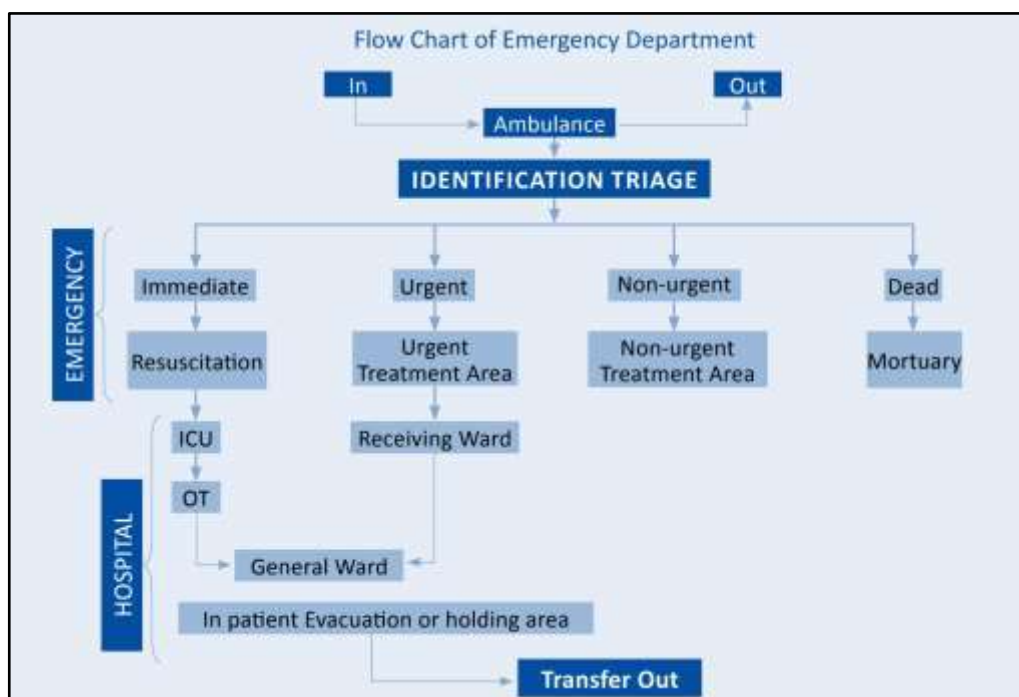 Flow Chart of Emergency Department
In
Out
Ambulance
IDENTIFICATION TRIAGE
EMERGENCY
Immediate
Urgent
Non-urgent
Dead
Resuscitation
Urgent
Treatment Area
Non-urgent
Treatment Area
Mortuary
HOSPITAL
ICU
Receiving Ward
OT
General Ward
In patient Evacuation or holding area
Transfer Out